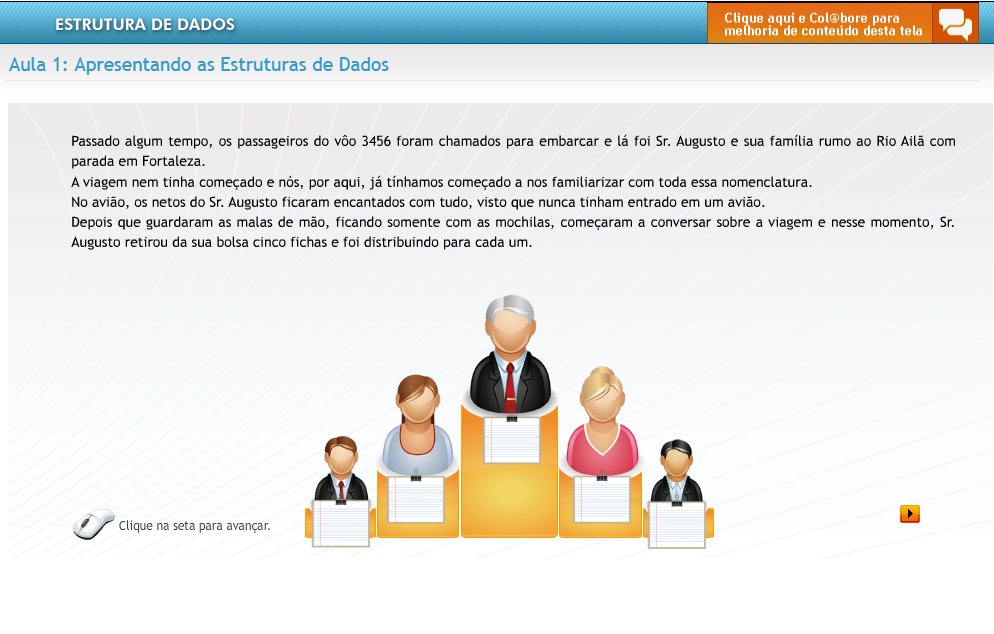 ESTRUTURA DE DADOS
Clique aqui e Col@bore para
melhoria de conteúdo desta tela
Aula 1: Apresentando as Estruturas de Dados
Passado algum tempo, os passageiros do vôo 3456 foram chamados para embarcar e lá foi Sr. Augusto e sua família rumo ao Rio Ailã com
parada em Fortaleza.
A viagem nem tinha começado e nós, por aqui, já tínhamos começado a nos familiarizar com toda essa nomenclatura.
No avião, os netos do Sr. Augusto ficaram encantados com tudo, visto que nunca tinham entrado em um avião.
Depois que guardaram as malas de mão, ficando somente com as mochilas, começaram a conversar sobre a viagem e nesse momento, Sr.
Augusto retirou da sua bolsa cinco fichas e foi distribuindo para cada um.
Clique na seta para avançar.